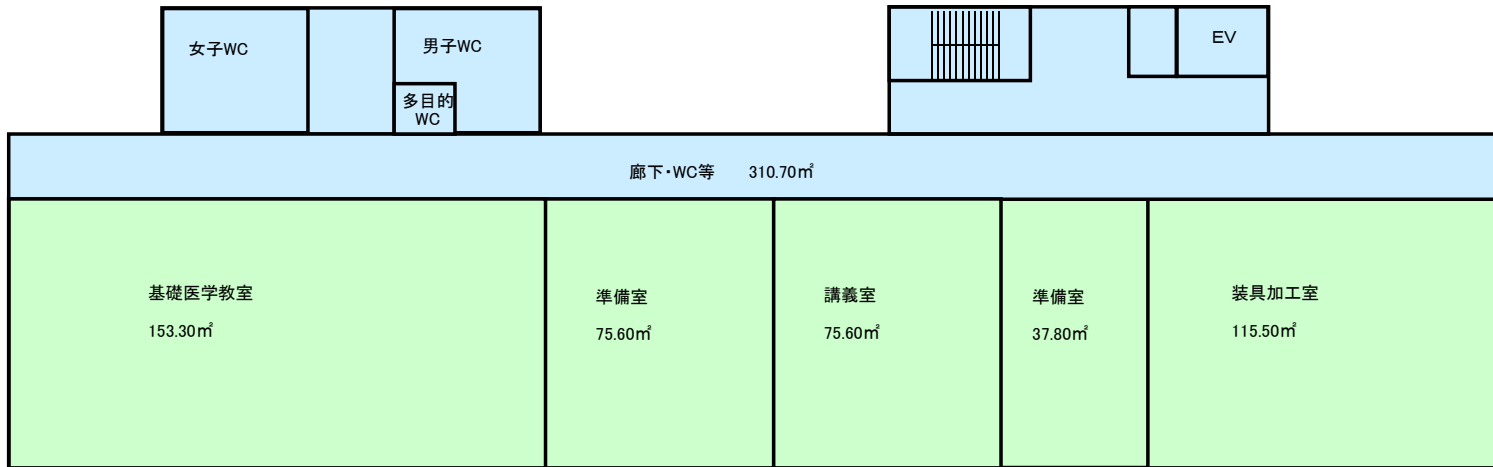 女子WC
男子WC
多目的
WC
EV
廊下・WC等 310.70㎡
基礎医学教室
153.30㎡
準備室
75.60㎡
講義室
75.60㎡
準備室
37.80㎡
装具加工室
115.50㎡